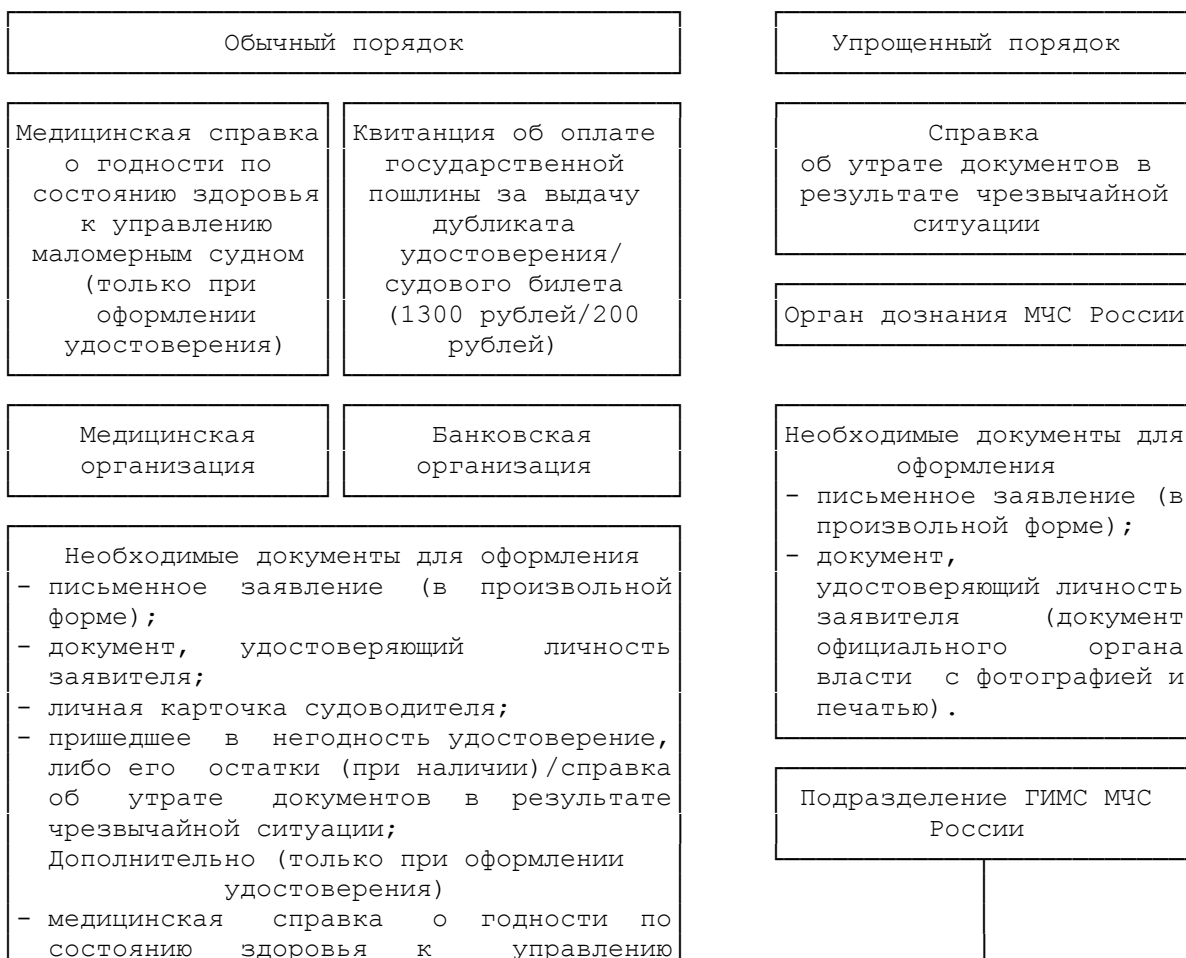 Обычный порядок
Упрощенный порядок
Медицинская справка
о годности по
состоянию здоровья
к управлению
маломерным судном
(только при
оформлении
удостоверения)
Квитанция об оплате
государственной
пошлины за выдачу
дубликата
удостоверения/
судового билета
(1300 рублей/200
рублей)
Справка
об утрате документов в
результате чрезвычайной
ситуации
Орган дознания МЧС России
Медицинская
организация
Банковская
организация
Необходимые документы для оформления
- письменное заявление (в произвольной
форме);
- документ, удостоверяющий личность
заявителя;
- личная карточка судоводителя;
- пришедшее в негодность удостоверение,
либо его остатки (при наличии)/справка
об утрате документов в результате
чрезвычайной ситуации;
Дополнительно (только при оформлении
удостоверения)
- медицинская справка о годности по
состоянию здоровья к управлению
Необходимые документы для
оформления
- письменное заявление (в
произвольной форме);
- документ,
удостоверяющий личность
заявителя (документ
официального органа
власти с фотографией и
печатью).
Подразделение ГИМС МЧС
России